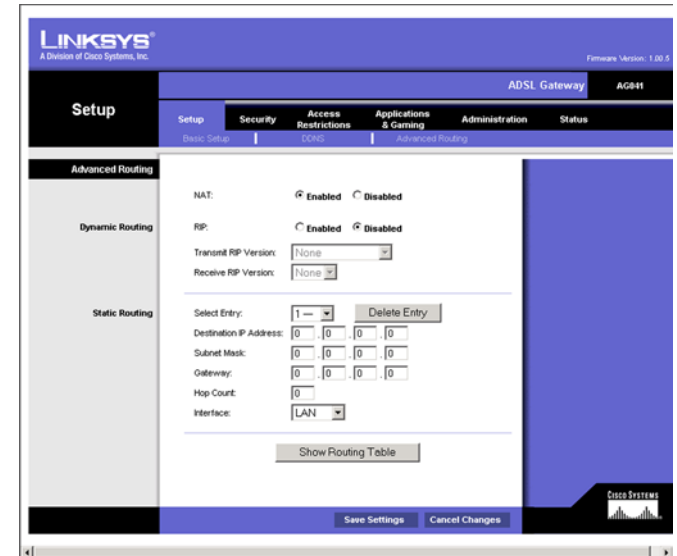 LINKSYS®
A Division of Cisco Systems, Inc.
Firmware Version: 1.00.5
ADSL Gateway AG041
Setup
Setup Security Access Restrictions Applications & Gaming Administration Status
Basic Setup DDNS Advanced Routing
Advanced Routing
NAT: Enabled Disabled
Dynamic Routing RIP: Enabled Disabled
Transmit RIP Version: None
Receive RIP Version: None
Static Routing Select Entry: 1 — Delete Entry
Destination IP Address: 0 . 0 . 0 . 0
Subnet Mask: 0 . 0 . 0 . 0
Gateway: 0 . 0 . 0 . 0
Hop Count: 0
Interface: LAN
Show Routing Table
CISCO SYSTEMS
Save Settings Cancel Changes